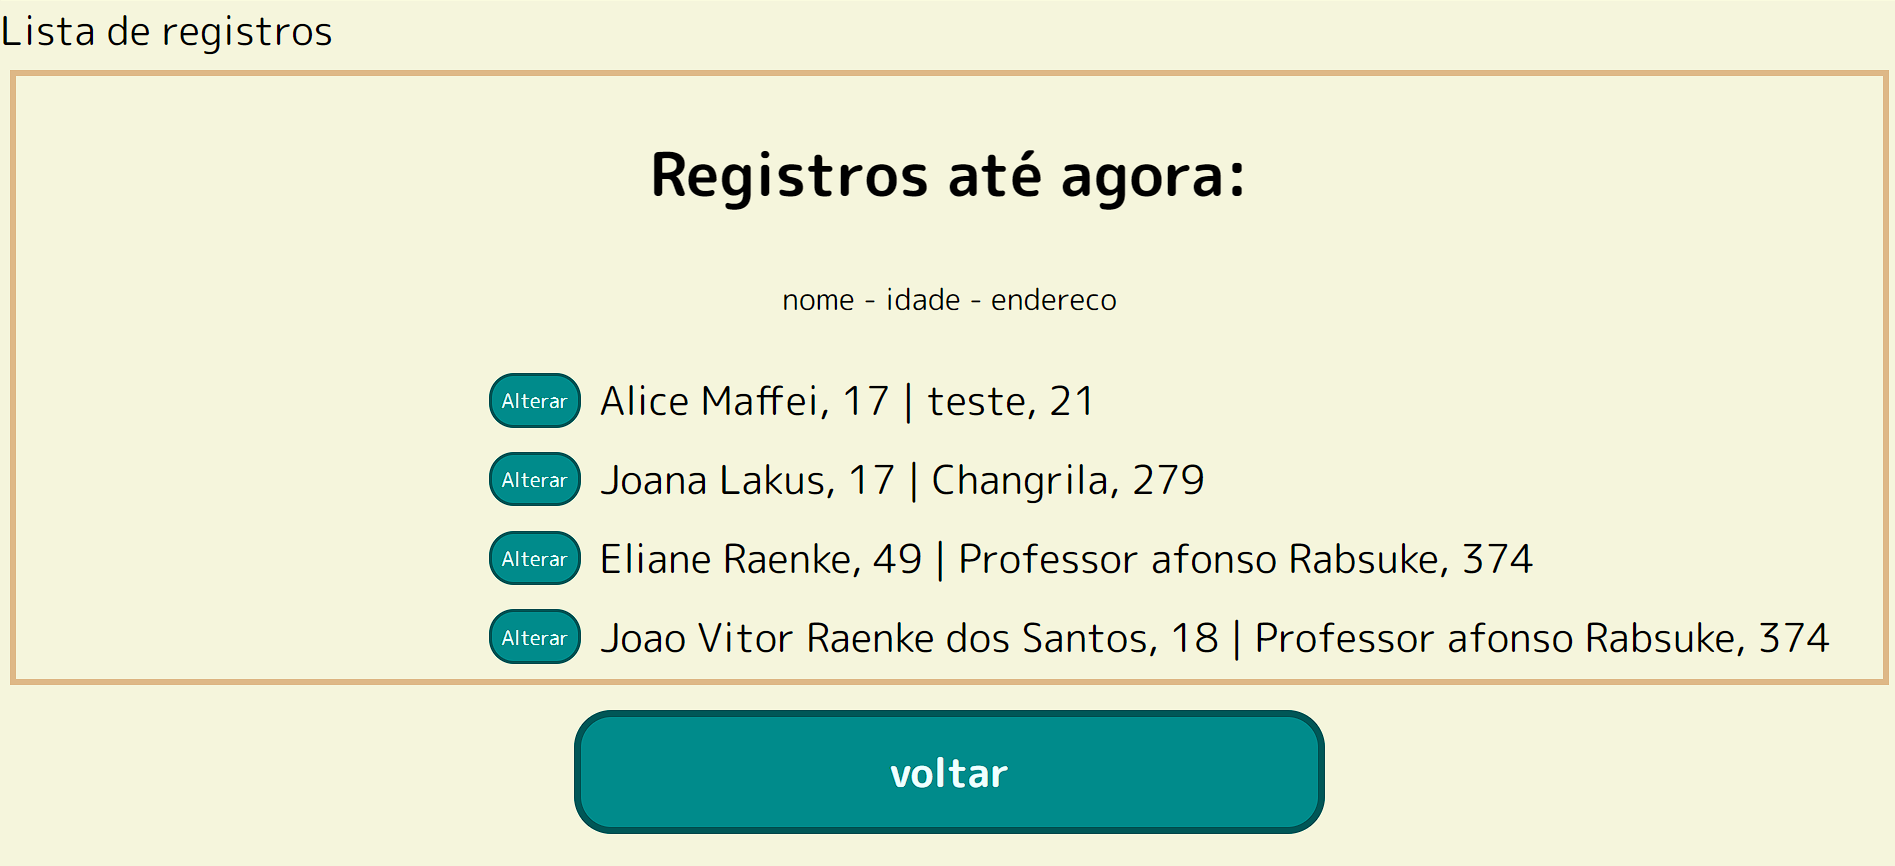 Lista de registros
Registros até agora:
nome - idade - endereco
Alterar Alice Maffei, 17 | teste, 21
Alterar Joana Lakus, 17 | Changrila, 279
Alterar Eliane Raenke, 49 | Professor afonso Rabsuke, 374
Alterar Joao Vitor Raenke dos Santos, 18 | Professor afonso Rabsuke, 374
voltar